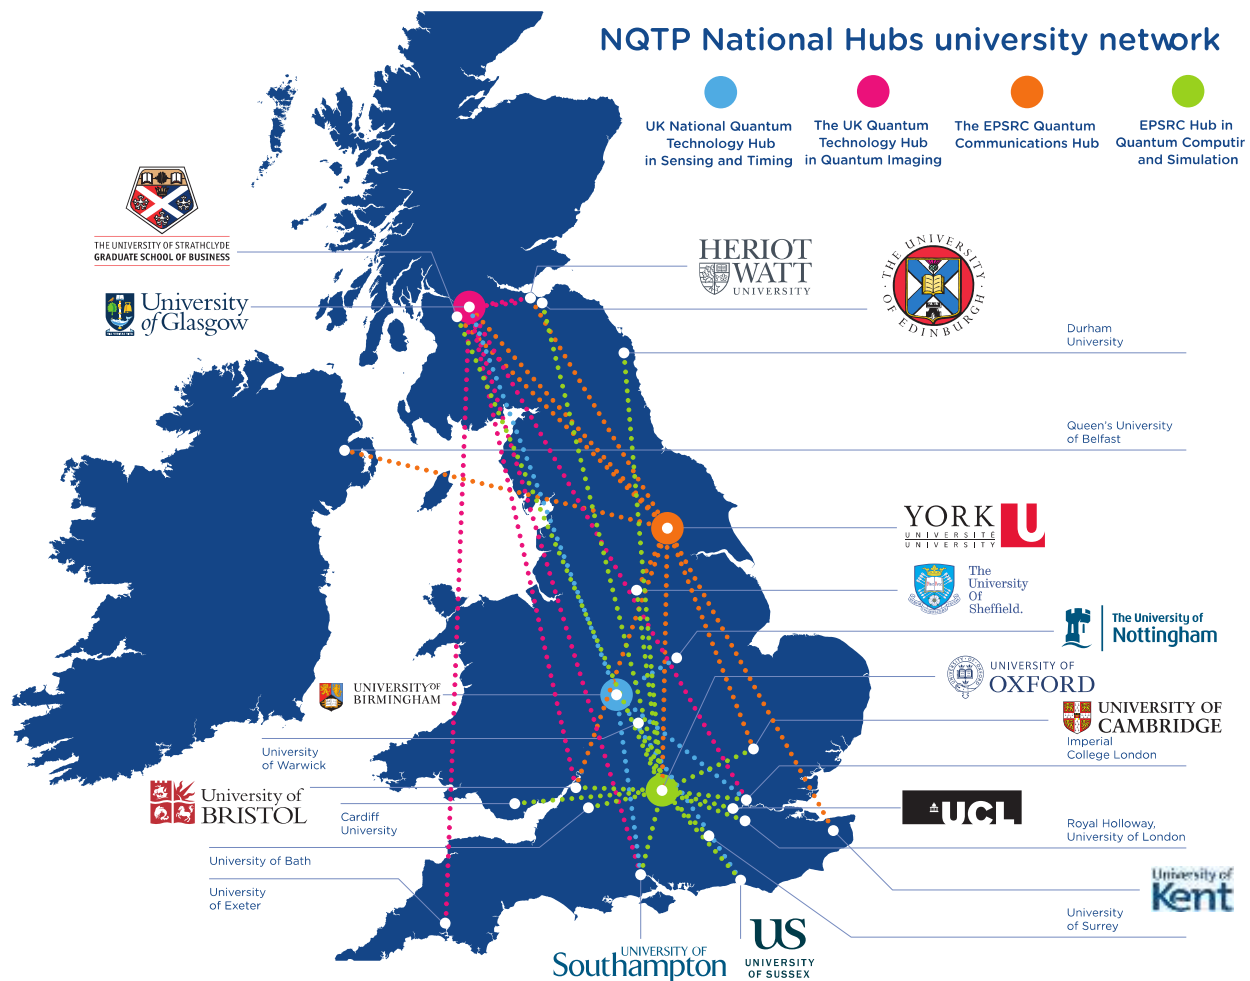 NQTP National Hubs university network
UK National Quantum
Technology Hub
in Sensing and Timing
The UK Quantum
Technology Hub
in Quantum Imaging
The EPSRC Quantum
Communications Hub
EPSRC Hub in
Quantum Computin
and Simulation
THE UNIVERSITY OF STRATHCLYDE
GRADUATE SCHOOL OF BUSINESS
University
of Glasgow
HERIOT
WATT
UNIVERSITY
THE UNIVERSITY
OF EDINBURGH
Durham
University
Queen's University
of Belfast
YORK
UNIVERSITÉ
UNIVERSITY
U
The
University
Of
Sheffield.
The University of
Nottingham
UNIVERSITY OF
OXFORD
UNIVERSITY OF
BIRMINGHAM
UNIVERSITY OF
CAMBRIDGE
Imperial
College London
University
of Warwick
University of
BRISTOL
Cardiff
University
UCL
Royal Holloway,
University of London
University of Bath
University
of Exeter
University of
Kent
University
of Surrey
UNIVERSITY OF
Southampton
US
UNIVERSITY
OF SUSSEX